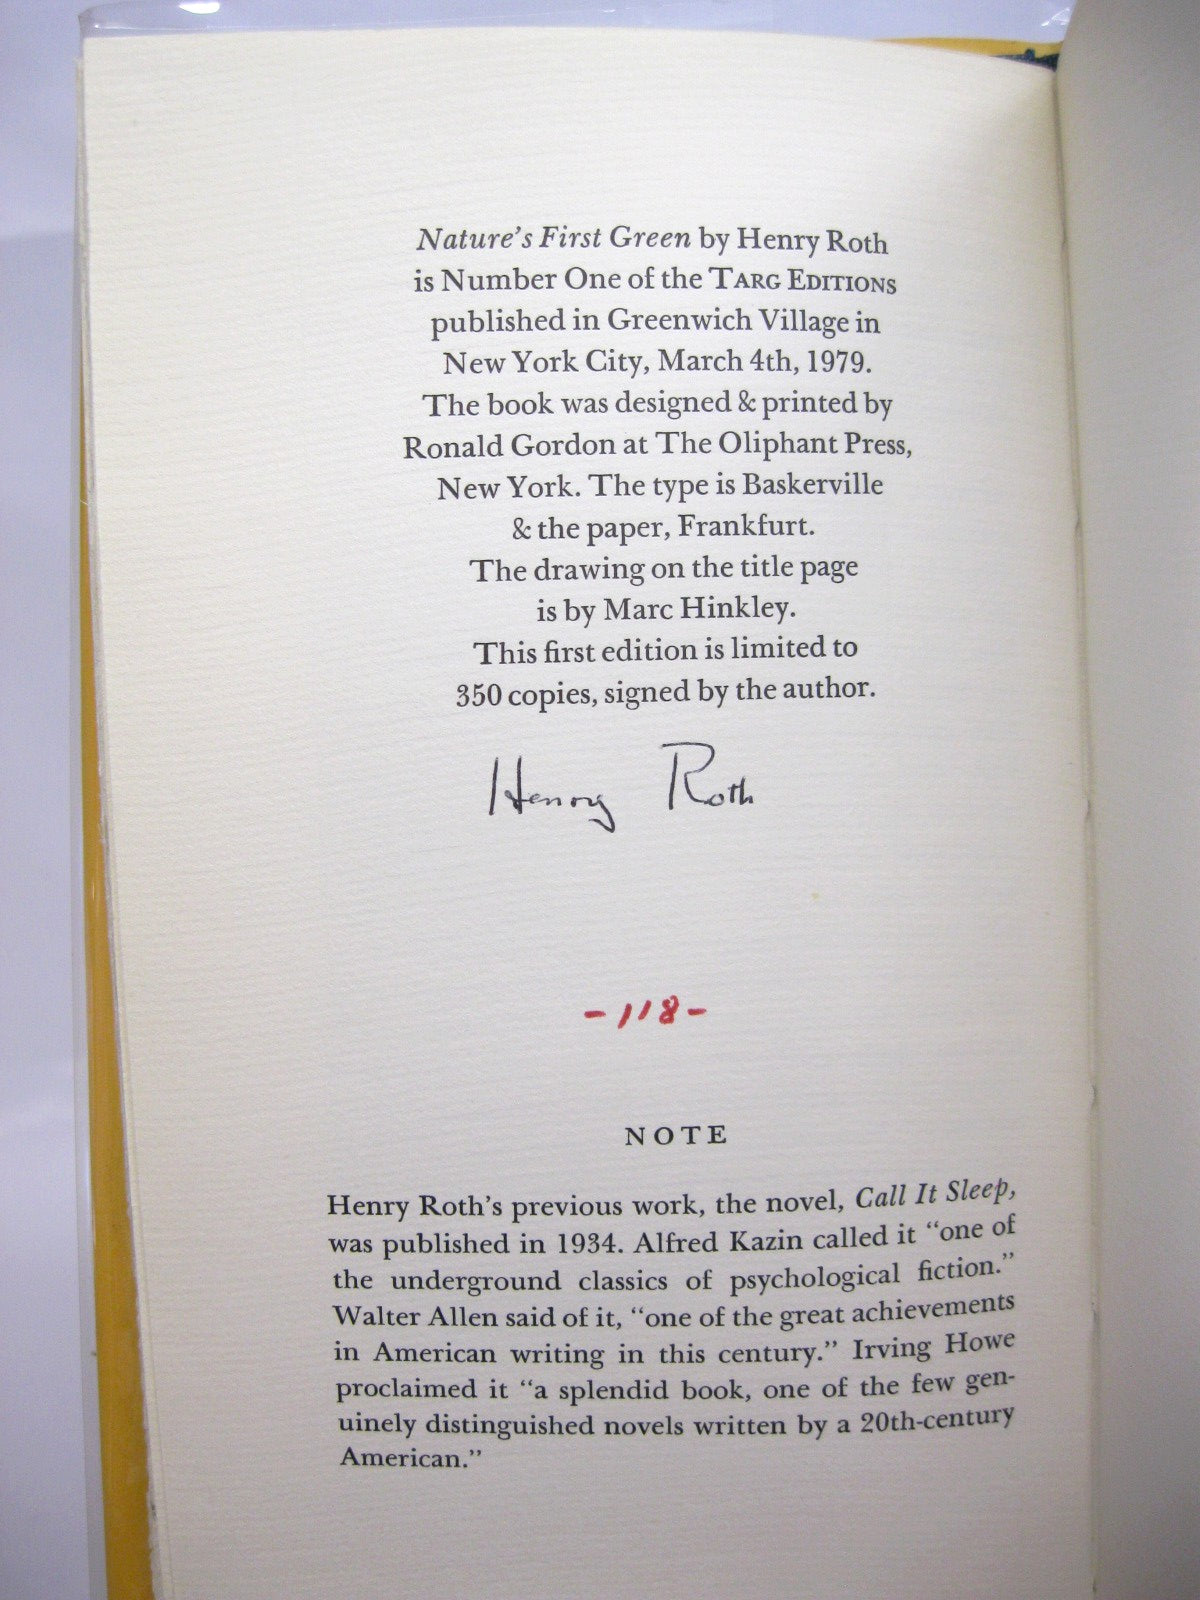 Nature's First Green by Henry Roth
is Number One of the TARG EDITIONS
published in Greenwich Village in
New York City, March 4th, 1979.
The book was designed & printed by
Ronald Gordon at The Oliphant Press,
New York. The type is Baskerville
& the paper, Frankfurt.
The drawing on the title page
is by Marc Hinkley.
This first edition is limited to
350 copies, signed by the author.
Henry Roth
-118-
NOTE
Henry Roth's previous work, the novel, Call It Sleep,
was published in 1934. Alfred Kazin called it "one of
the underground classics of psychological fiction."
Walter Allen said of it, "one of the great achievements
in American writing in this century." Irving Howe
proclaimed it "a splendid book, one of the few gen-
uinely distinguished novels written by a 20th-century
American."